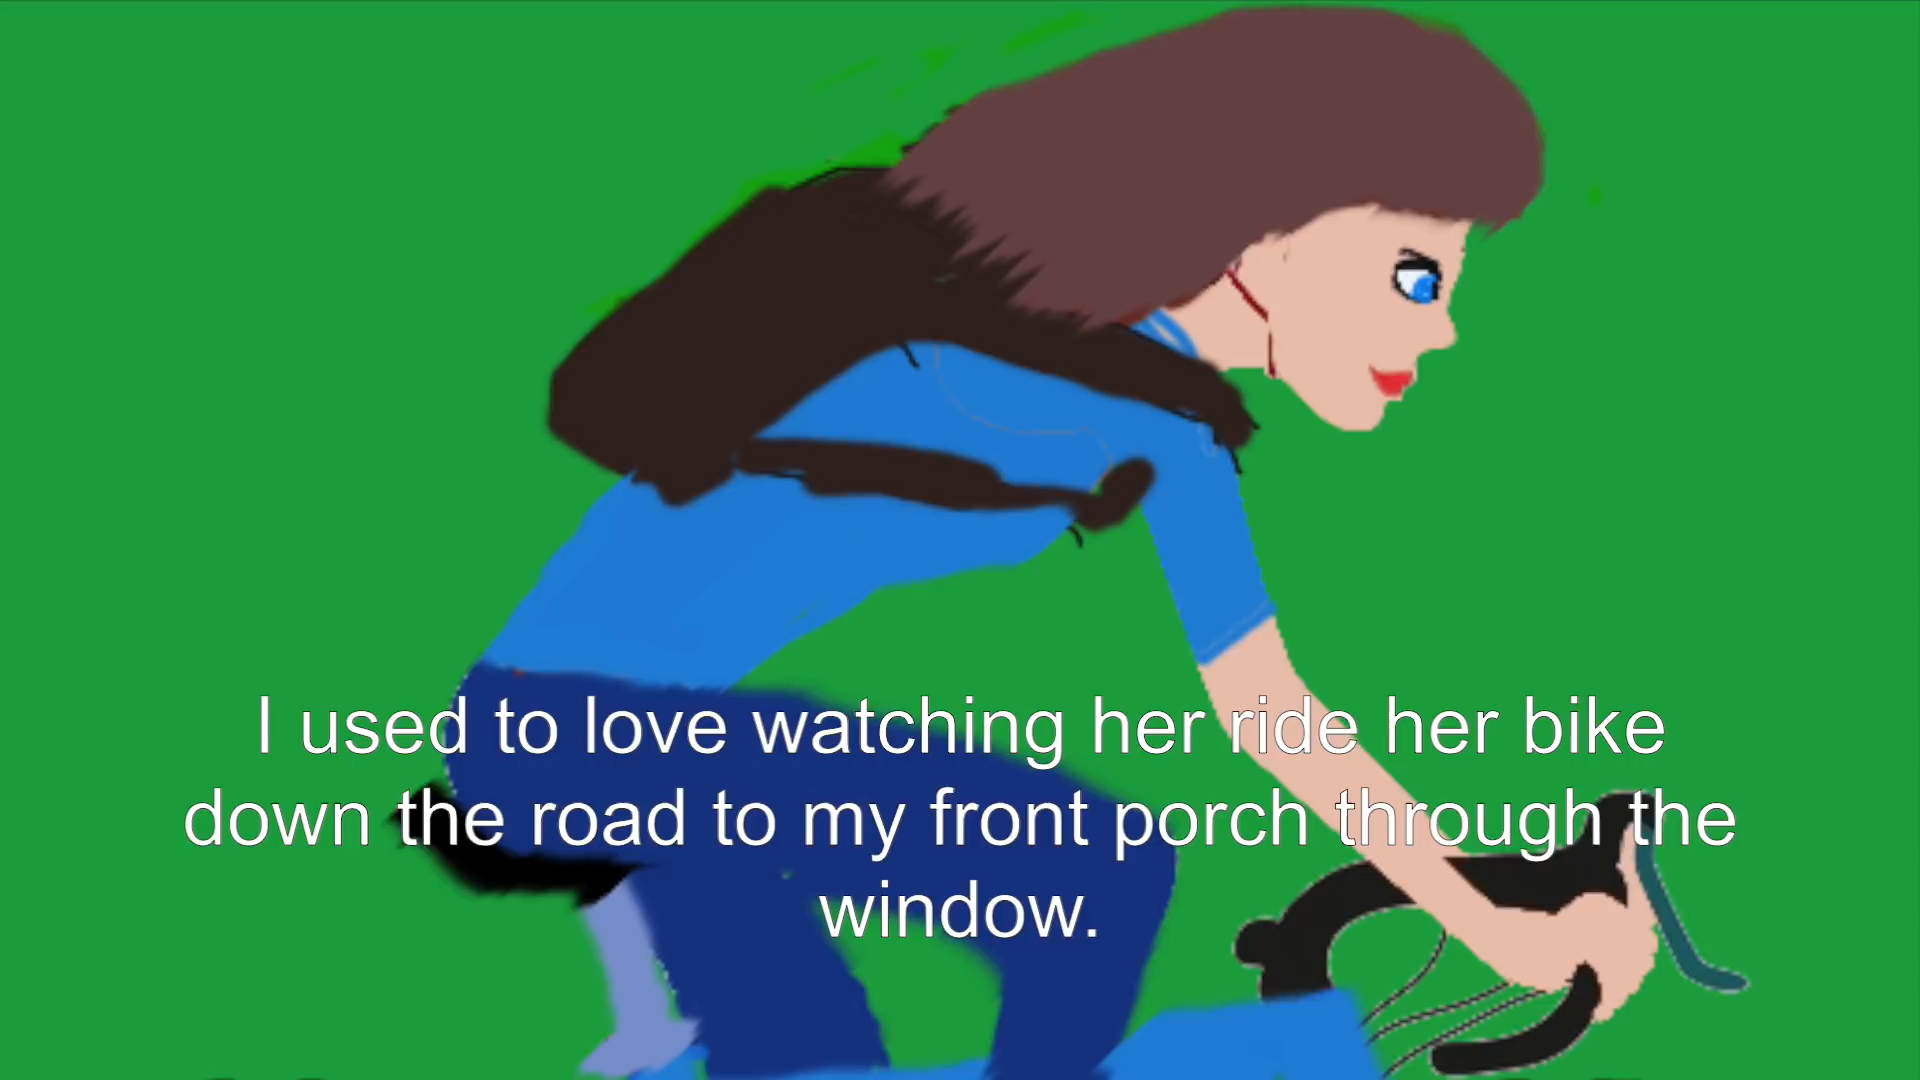 I used to love watching her ride her bike
down the road to my front porch through the
window.